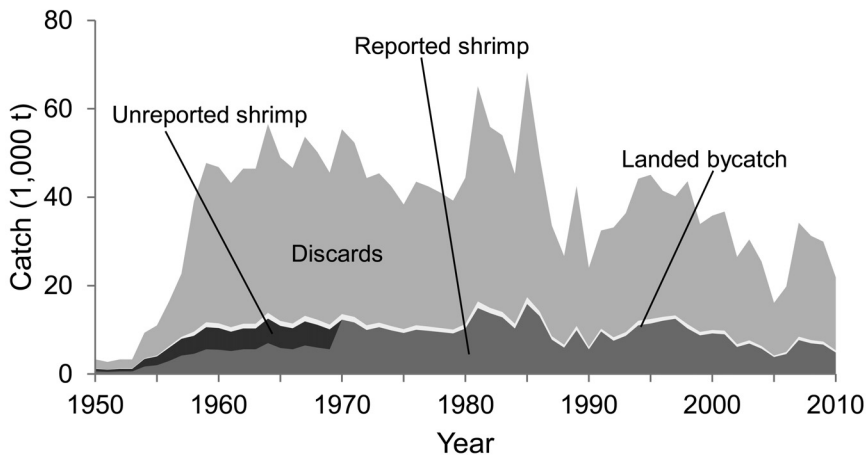 80
60
40
20
0
Catch (1,000 t)
Reported shrimp
Unreported shrimp
Landed bycatch
Discards
1950 1960 1970 1980 1990 2000 2010
Year